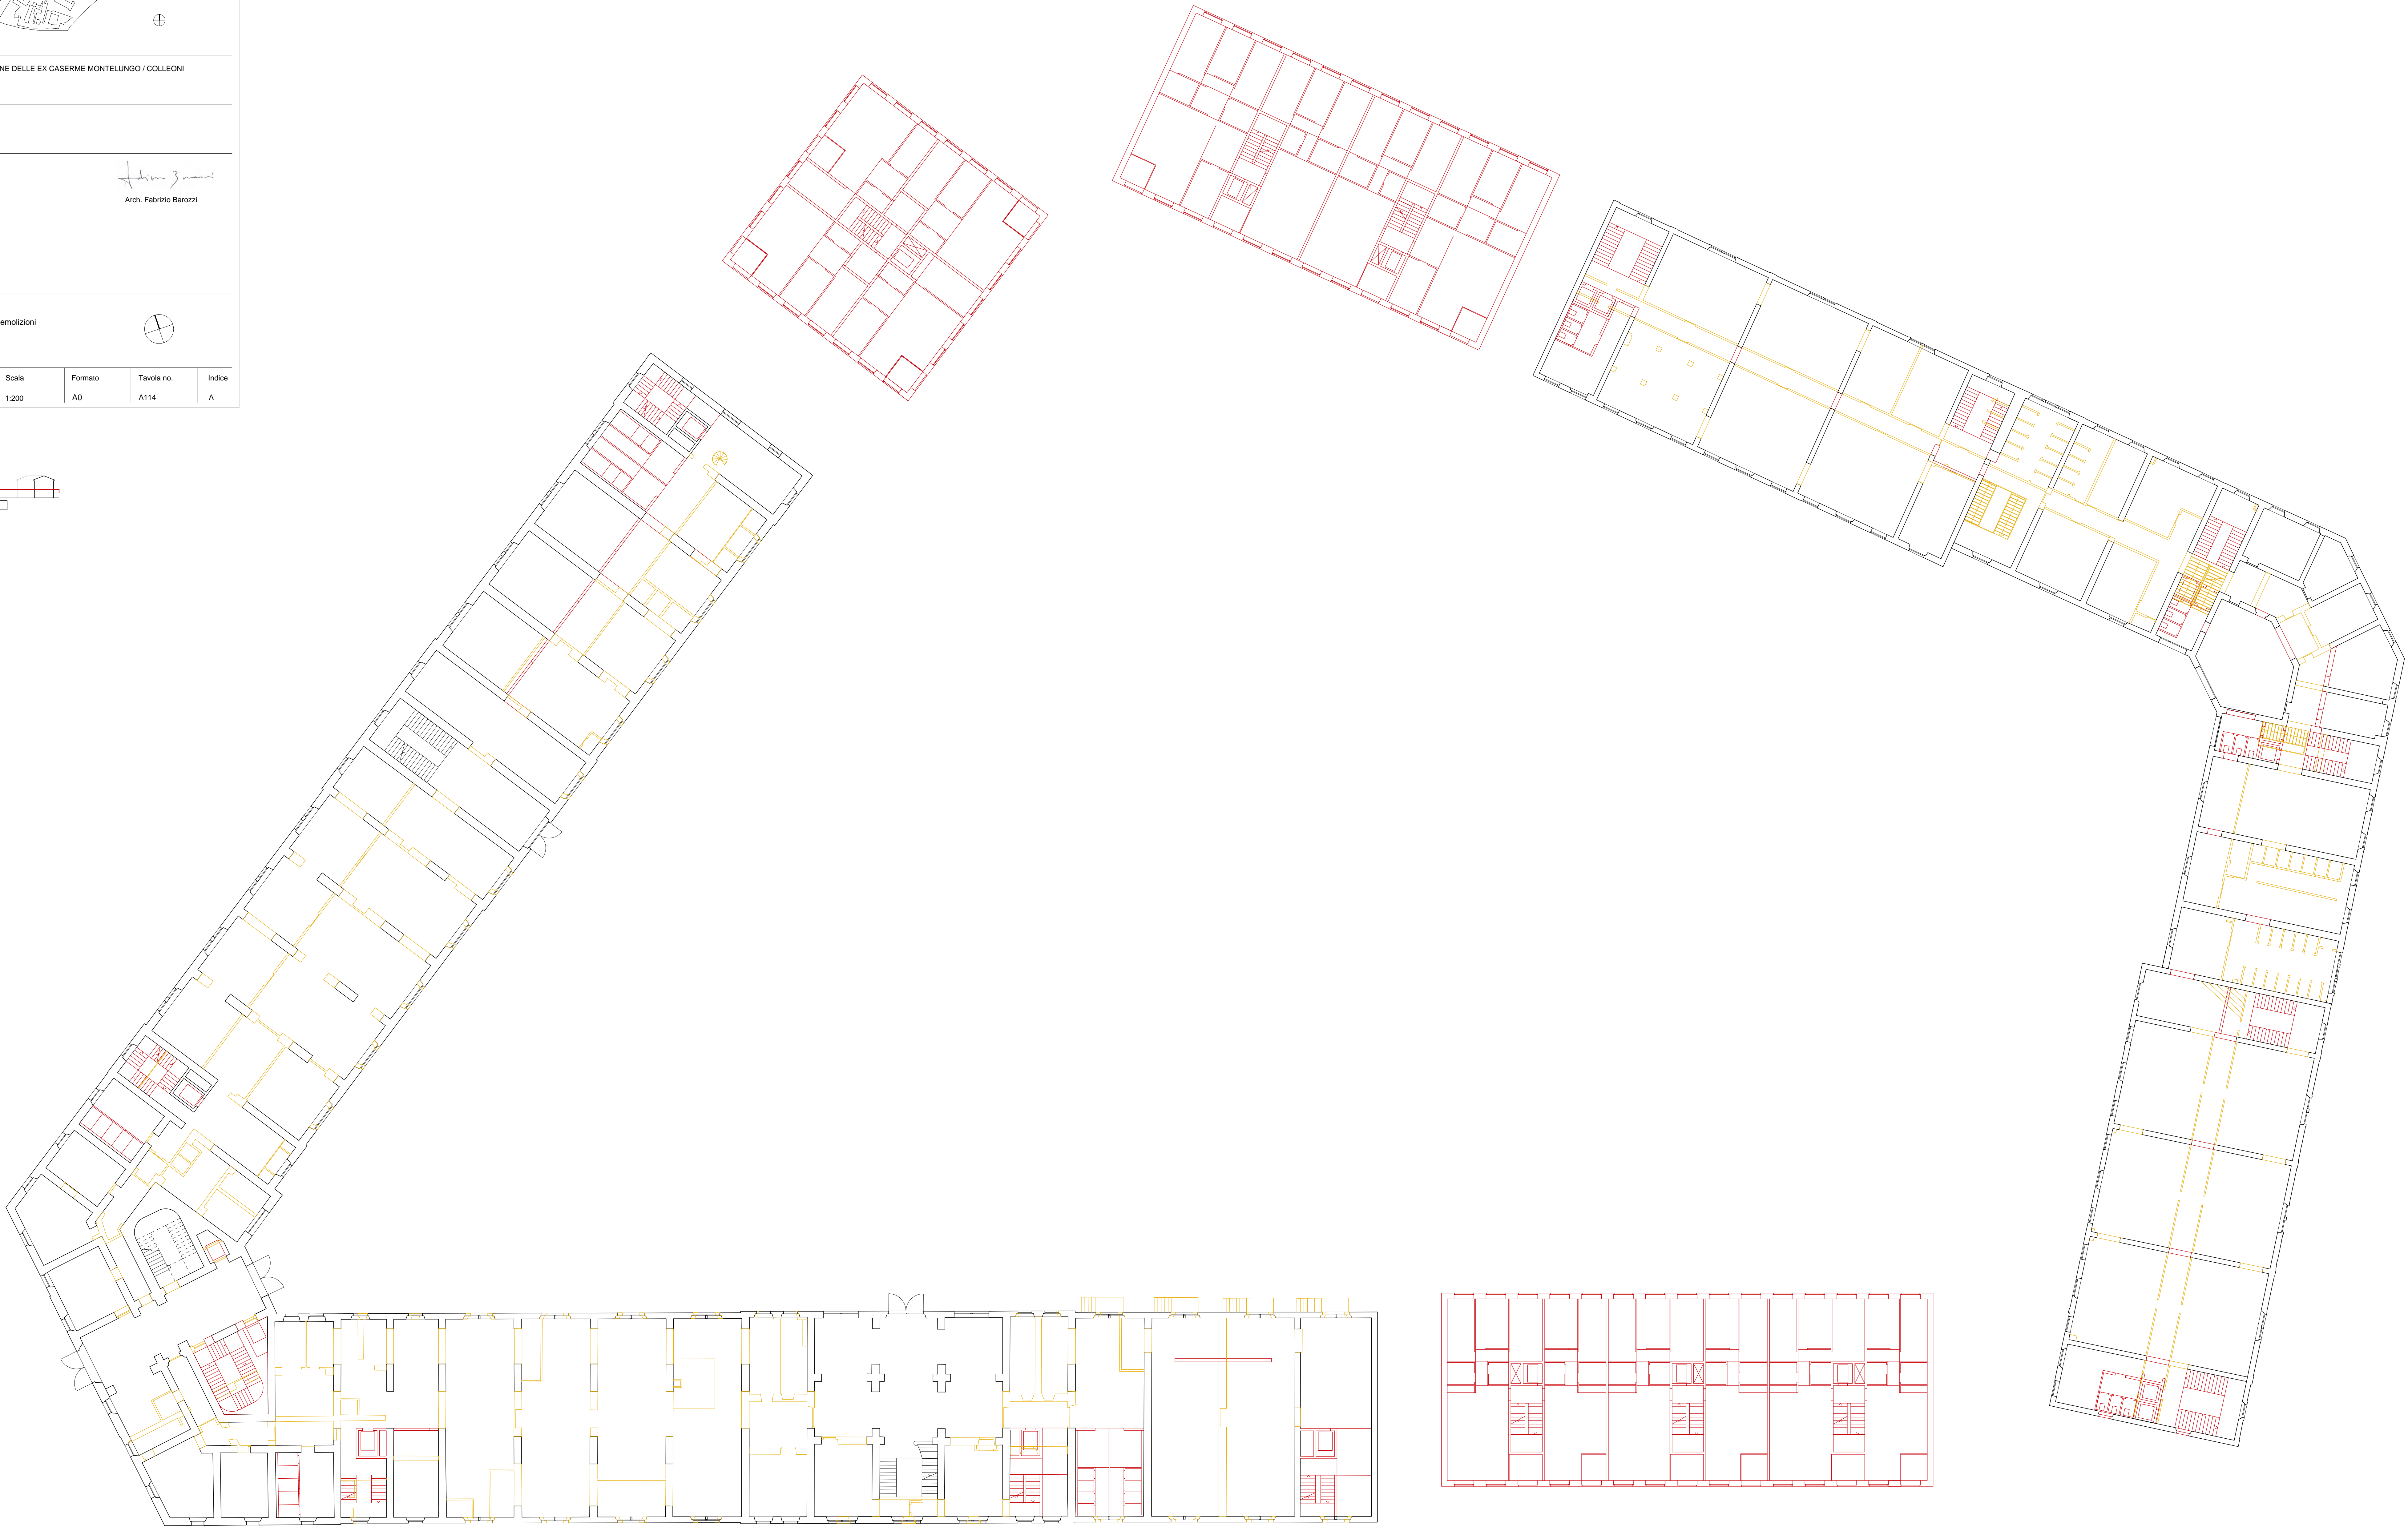 NE DELLE EX CASERME MONTELUNGO / COLLEONI
Arch. Fabrizio Barozzi
emolizioni
Scala Formato Tavola no. Indice
1:200 A0 A114 A